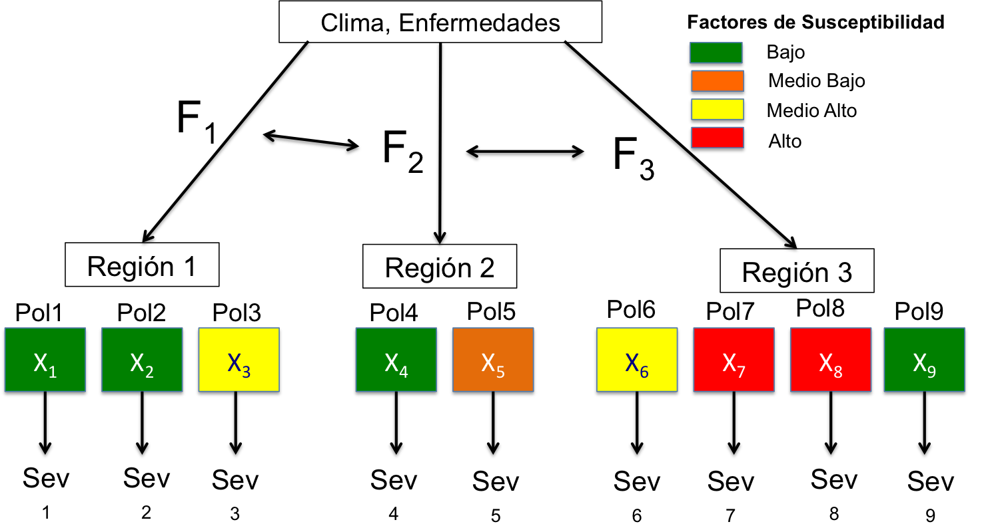 Clima, Enfermedades
Factores de Susceptibilidad
Bajo
Medio Bajo
Medio Alto
Alto
F1
F2
F3
Región 1
Región 2
Región 3
Pol1 Pol2 Pol3 Pol4 Pol5 Pol6 Pol7 Pol8 Pol9
X1 X2 X3 X4 X5 X6 X7 X8 X9
Sev Sev Sev Sev Sev Sev Sev Sev Sev
1 2 3 4 5 6 7 8 9